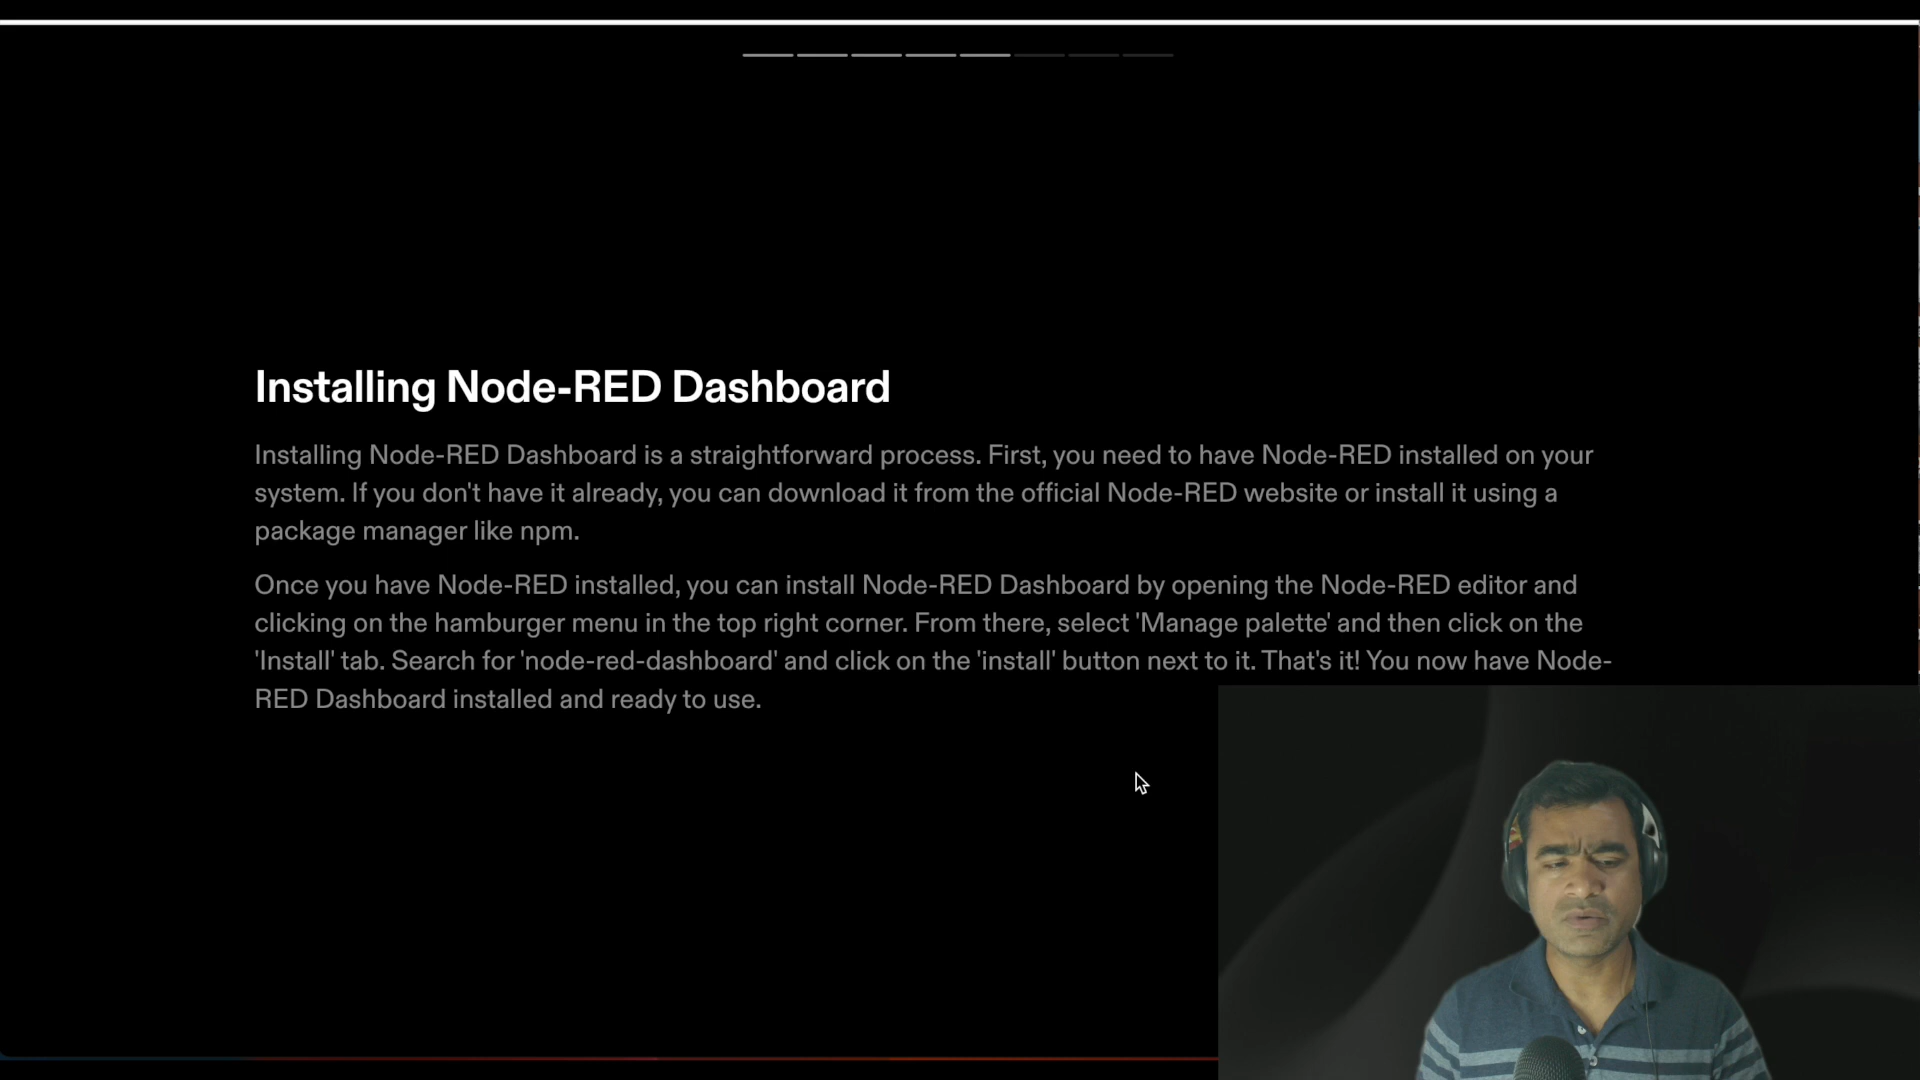 Installing Node-RED Dashboard
Installing Node-RED Dashboard is a straightforward process. First, you need to have Node-RED installed on your
system. If you don't have it already, you can download it from the official Node-RED website or install it using a
package manager like npm.
Once you have Node-RED installed, you can install Node-RED Dashboard by opening the Node-RED editor and
clicking on the hamburger menu in the top right corner. From there, select 'Manage palette' and then click on the
'Install' tab. Search for 'node-red-dashboard' and click on the 'install' button next to it. That's it! You now have Node-
RED Dashboard installed and ready to use.